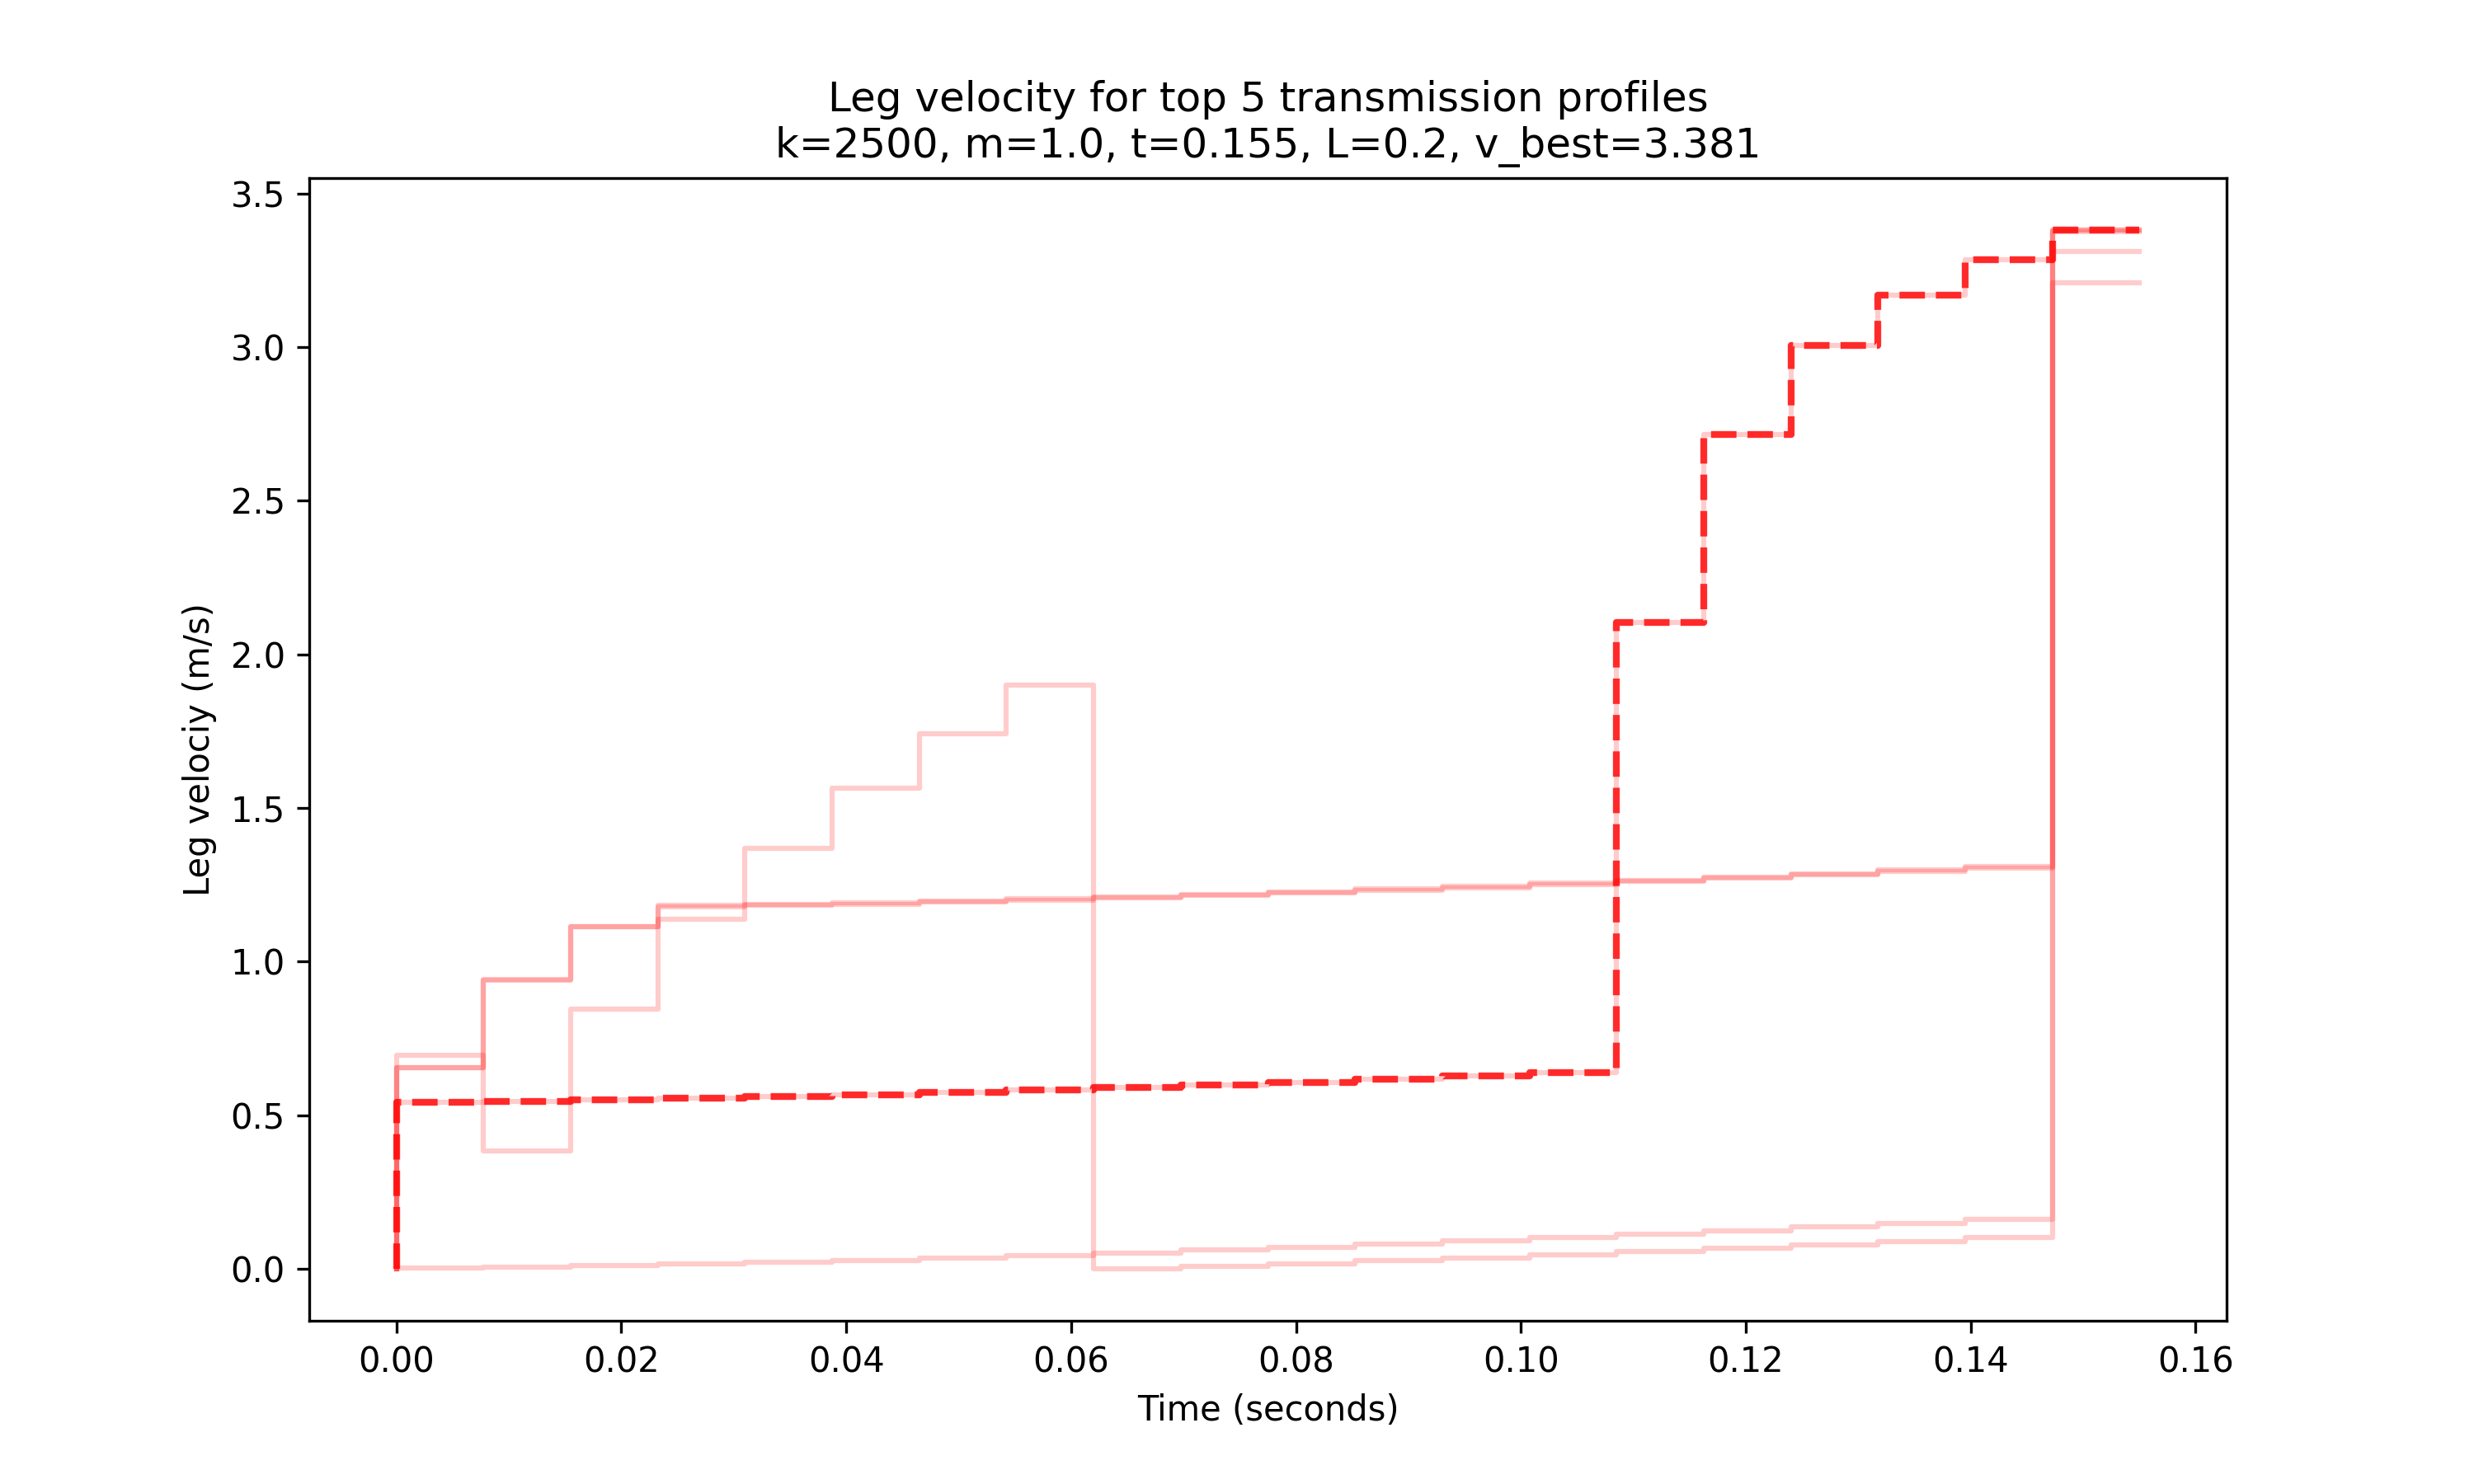 Leg velocity for top 5 transmission profiles
k=2500, m=1.0, t=0.155, L=0.2, v_best=3.381
3.5
3.0
2.5
2.0
1.5
1.0
0.5
0.0
Leg velociy (m/s)
0.00 0.02 0.04 0.06 0.08 0.10 0.12 0.14 0.16
Time (seconds)